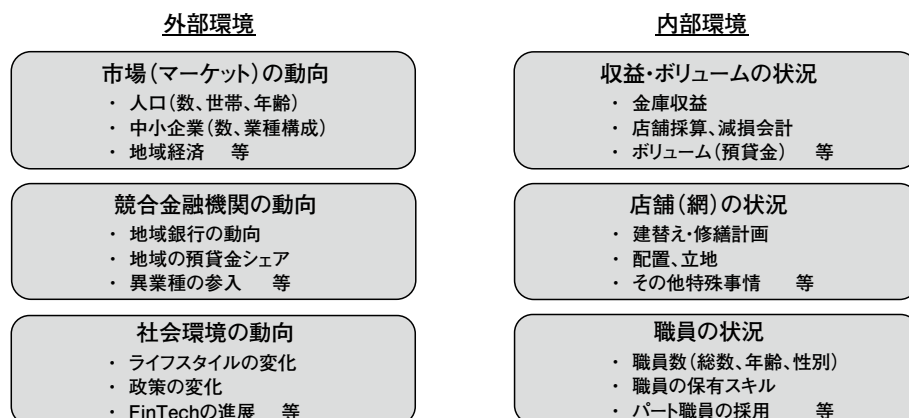 外部環境
市場(マーケット)の動向
・ 人口(数、世帯、年齢)
・ 中小企業(数、業種構成)
・ 地域経済 等
競合金融機関の動向
・ 地域銀行の動向
・ 地域の預貸金シェア
・ 異業種の参入 等
社会環境の動向
・ ライフスタイルの変化
・ 政策の変化
・ FinTechの進展 等
内部環境
収益・ボリュームの状況
・ 金庫収益
・ 店舗採算、減損会計
・ ボリューム(預貸金) 等
店舗(網)の状況
・ 建替え・修繕計画
・ 配置、立地
・ その他特殊事情 等
職員の状況
・ 職員数(総数、年齢、性別)
・ 職員の保有スキル
・ パート職員の採用 等